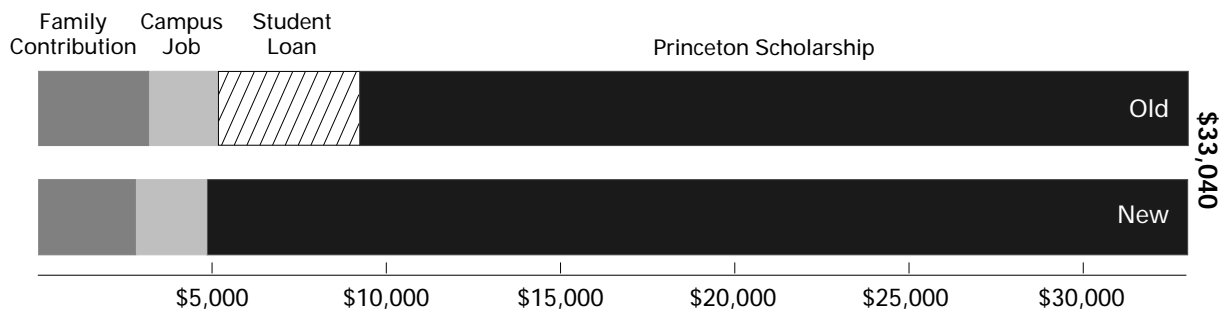 Family Contribution
Campus Job
Student Loan
Princeton Scholarship
Old
$33,040
New
$5,000 $10,000 $15,000 $20,000 $25,000 $30,000